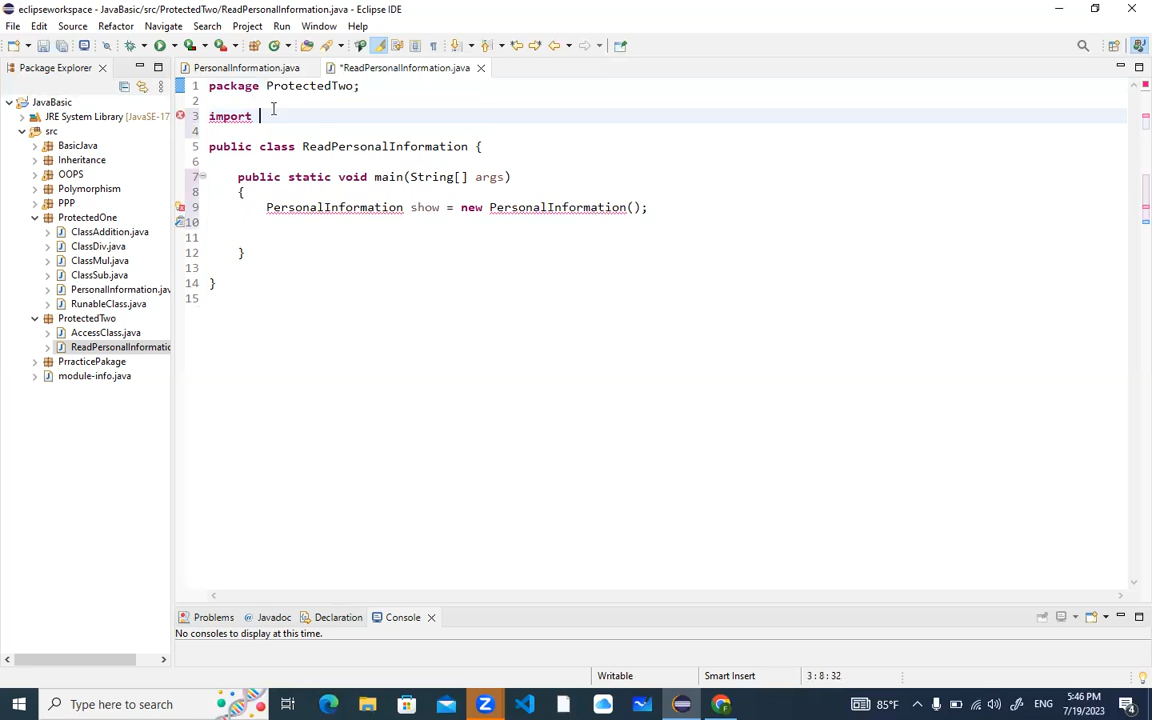 eclipseworkspace - JavaBasic/src/ProtectedTwo/ReadPersonalInformation.java - Eclipse IDE
File Edit Source Refactor Navigate Search Project Run Window Help
Package Explorer
PersonalInformation.java
*ReadPersonalInformation.java
JavaBasic
JRE System Library [JavaSE-17
src
BasicJava
Inheritance
OOPS
Polymorphism
PPP
ProtectedOne
ClassAddition.java
ClassDiv.java
ClassMul.java
ClassSub.java
PersonalInformation.jav
RunableClass.java
ProtectedTwo
AccessClass.java
ReadPersonalInformatic
PrracticePakage
module-info.java
1 package ProtectedTwo;
2
3 import
4
5 public class ReadPersonalInformation {
6
7 public static void main(String[] args)
8 {
9 PersonalInformation show = new PersonalInformation();
10
11
12 }
13
14 }
15
Problems Javadoc Declaration Console
No consoles to display at this time.
Writable Smart Insert 3 : 8 : 32
Type here to search
85°F ENG
5:46 PM
7/19/2023
4